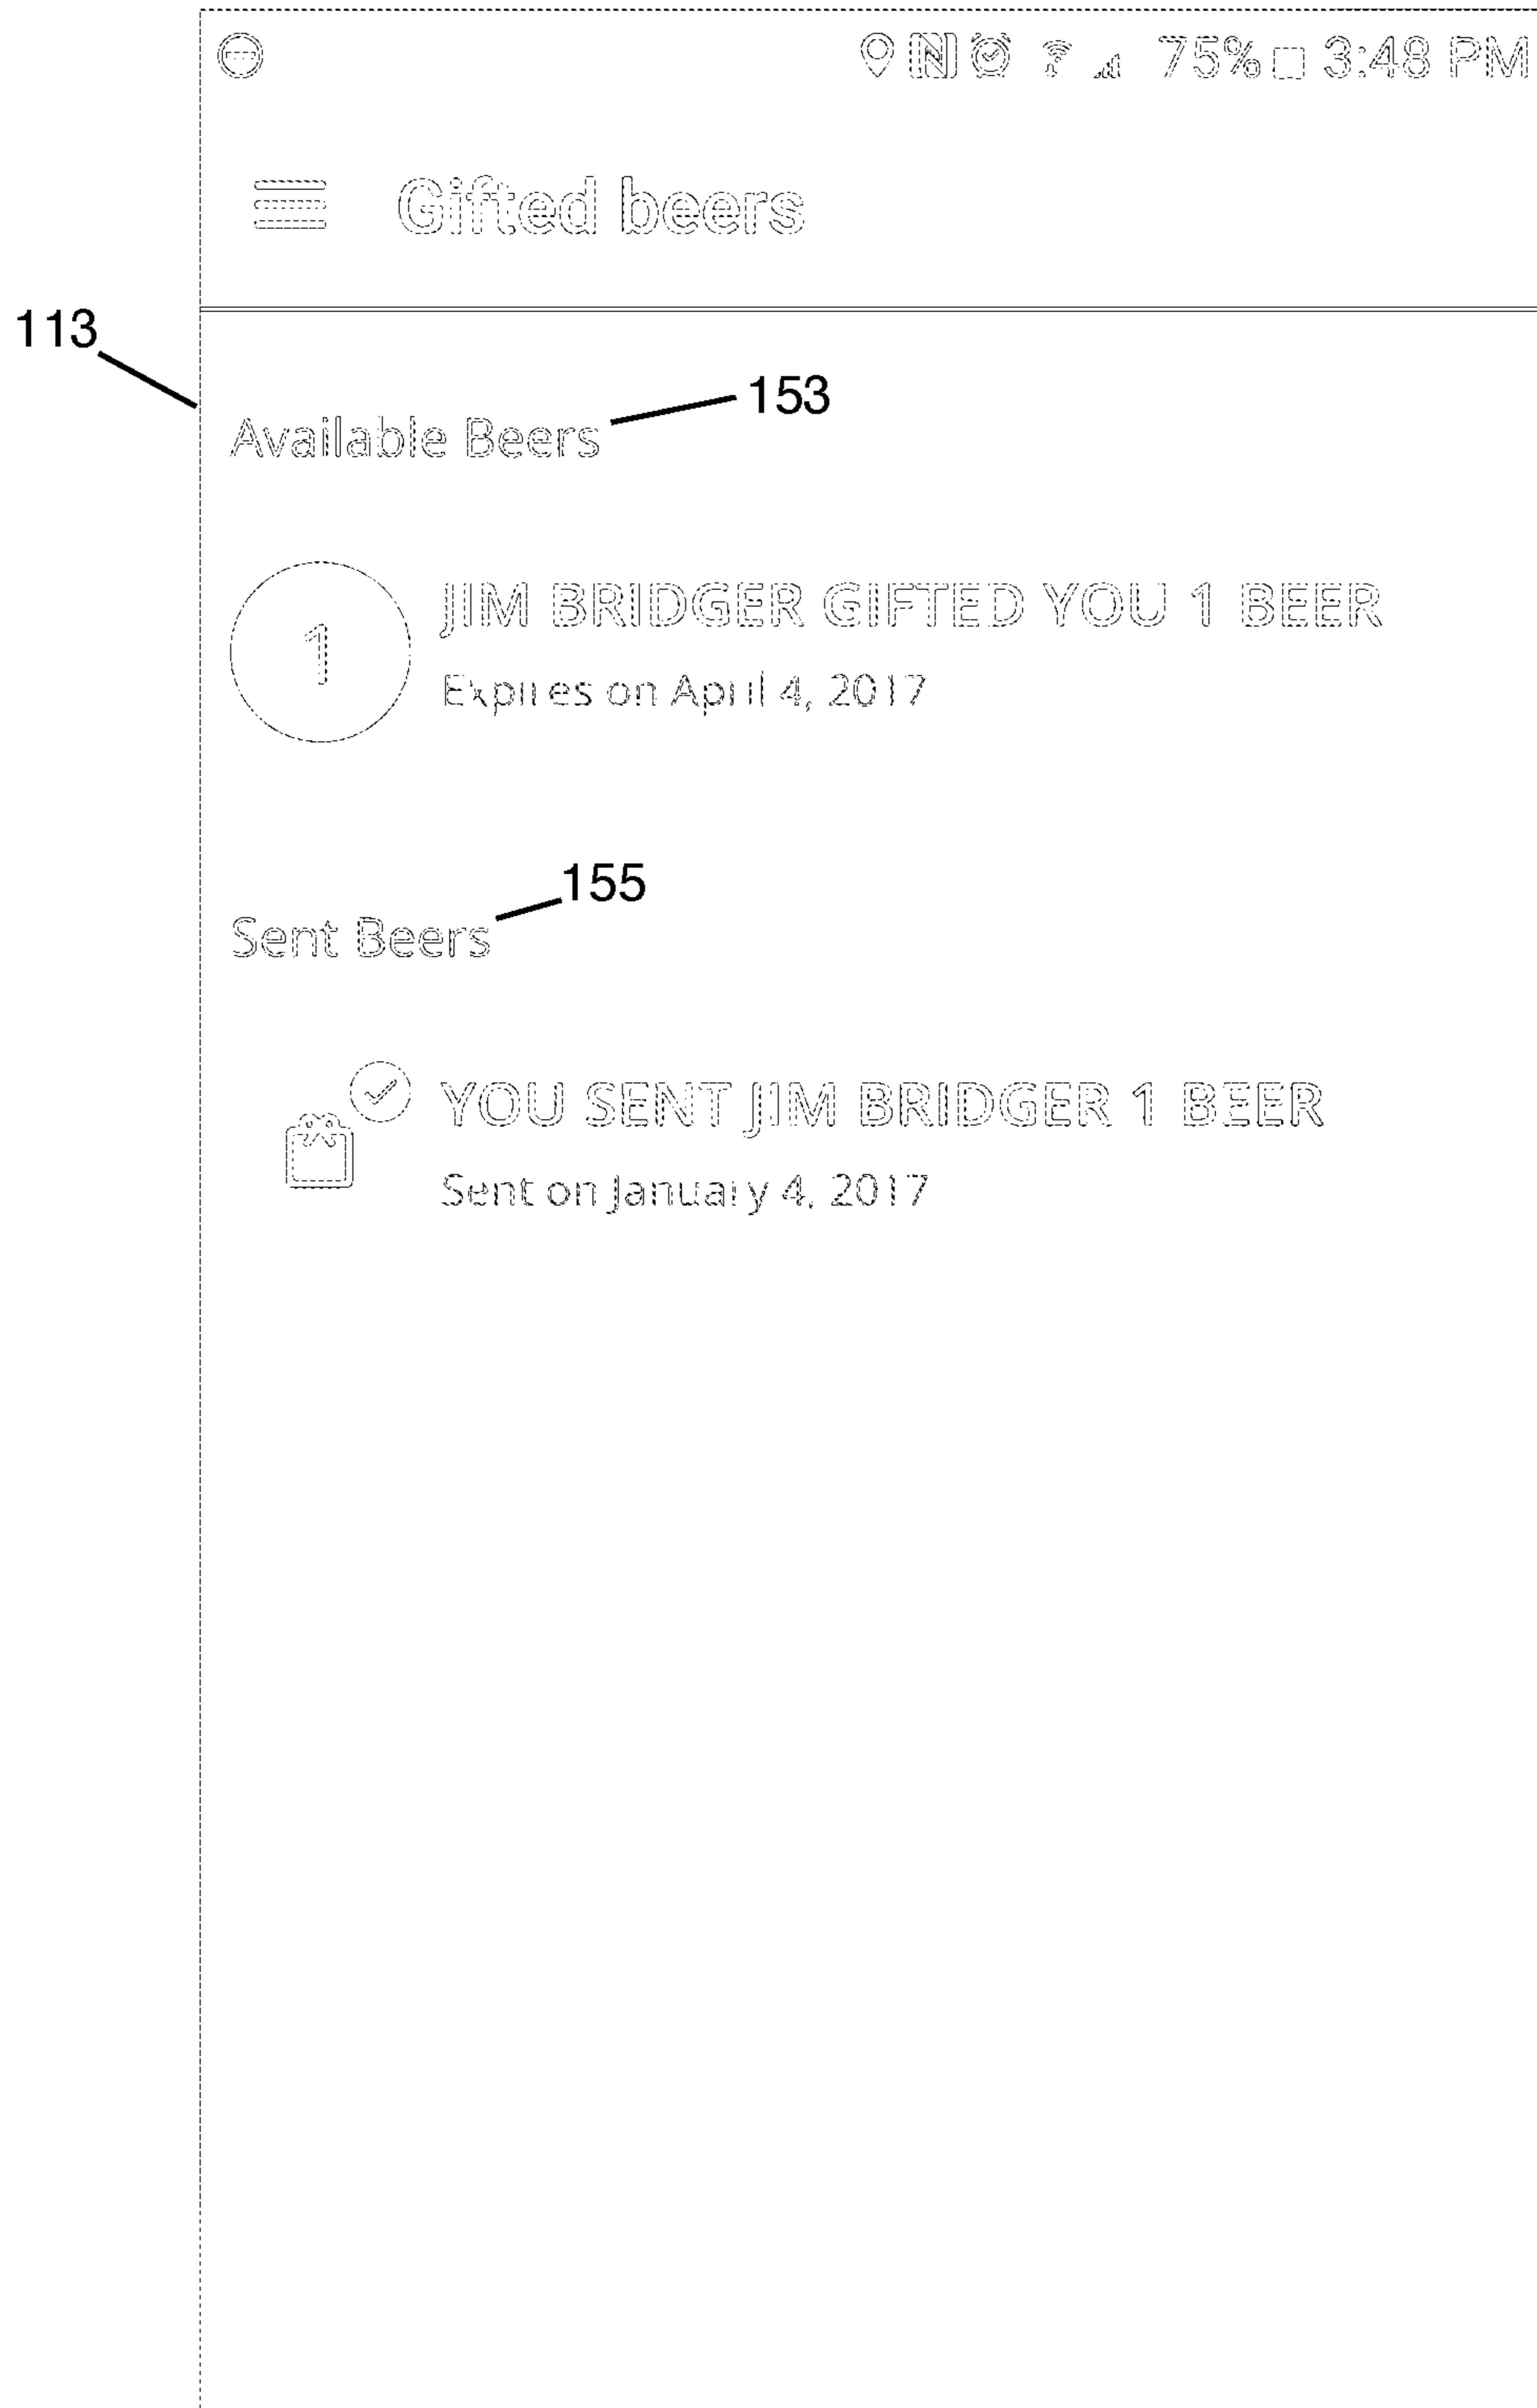 75% 3:48 PM
Gifted beers
113
153
Available Beers
1
JIM BRIDGER GIFTED YOU 1 BEER
Expires on April 4, 2017
155
Sent Beers
YOU SENT JIM BRIDGER 1 BEER
Sent on January 4, 2017